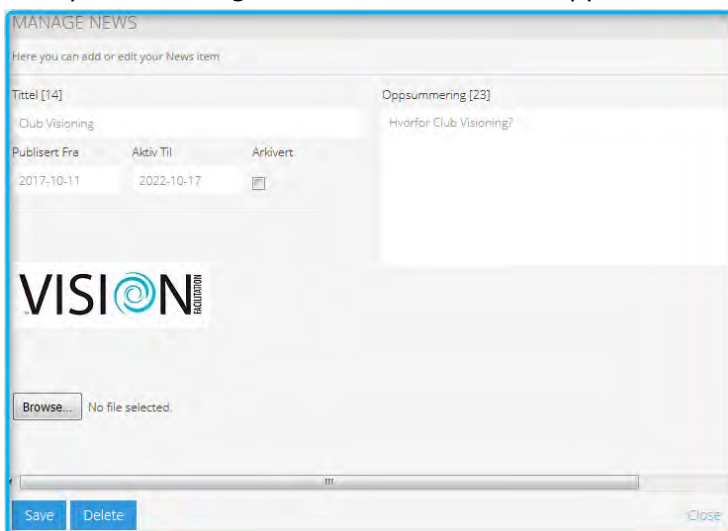 MANAGE NEWS
Here you can add or edit your News item
Tittel [14]
Oppsummering [23]
Club Visioning
Hvorfor Club Visioning?
Publisert Fra Aktiv Til Arkivert
2017-10-11 2022-10-17
VISION FACILITATION
Browse... No file selected.
Save Delete Close